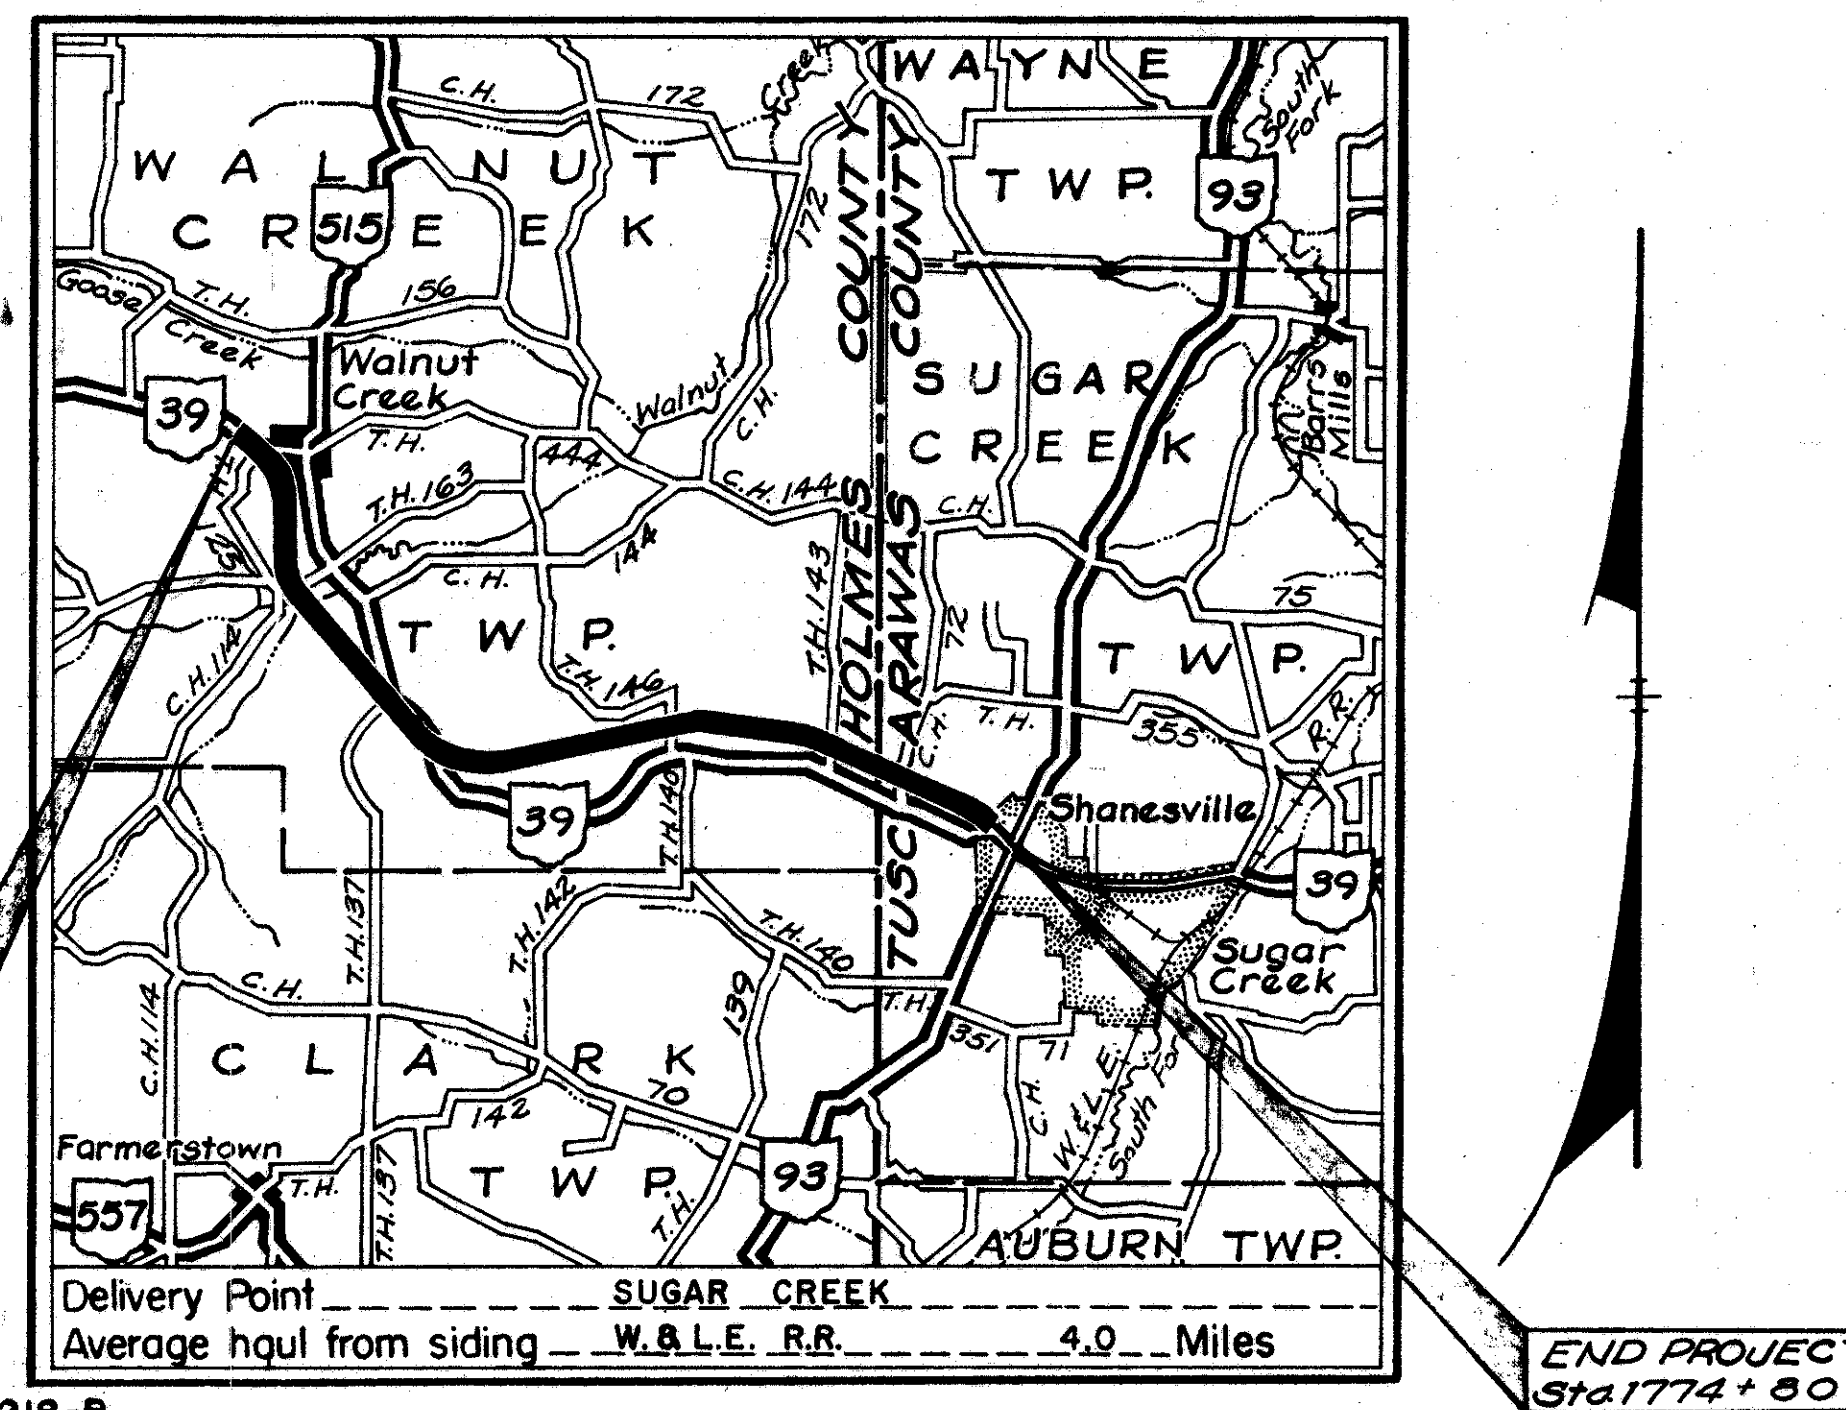 WAYNE
TWP.
C.H. 172
Creek
South
Fork
WALNUT
CREEK
515
93
172
COUNTY
COUNTY
Goose
Creek
T.H. 156
Walnut
Creek
Walnut
C.H.
SUGAR
CREEK
Barrs
Mills
39
T.H. 444
T.H. 163
C.H. 144
C.H.
C.H. 144
T.H. 143
HOLMES
TUSCARAWAS
72
C.H.
75
TWP.
TWP.
C.H. 114
T.H. 146
T.H. 355
R.R.
39
T.H. 140
Shanesville
39
T.H. 137
T.H. 142
T.H. 140
139
Sugar
Creek
C.H. 114
C.H.
T.H. 351
71
C.H.
W. & L. E.
South Fo
CLARK
70
142
Farmerstown
T.H.
T.H. 137
TWP.
T.H.
93
557
AUBURN TWP.
Delivery Point SUGAR CREEK
Average haul from siding W. & L.E. R.R. 4.0 Miles
END PROJEC
Sta. 1774 + 80